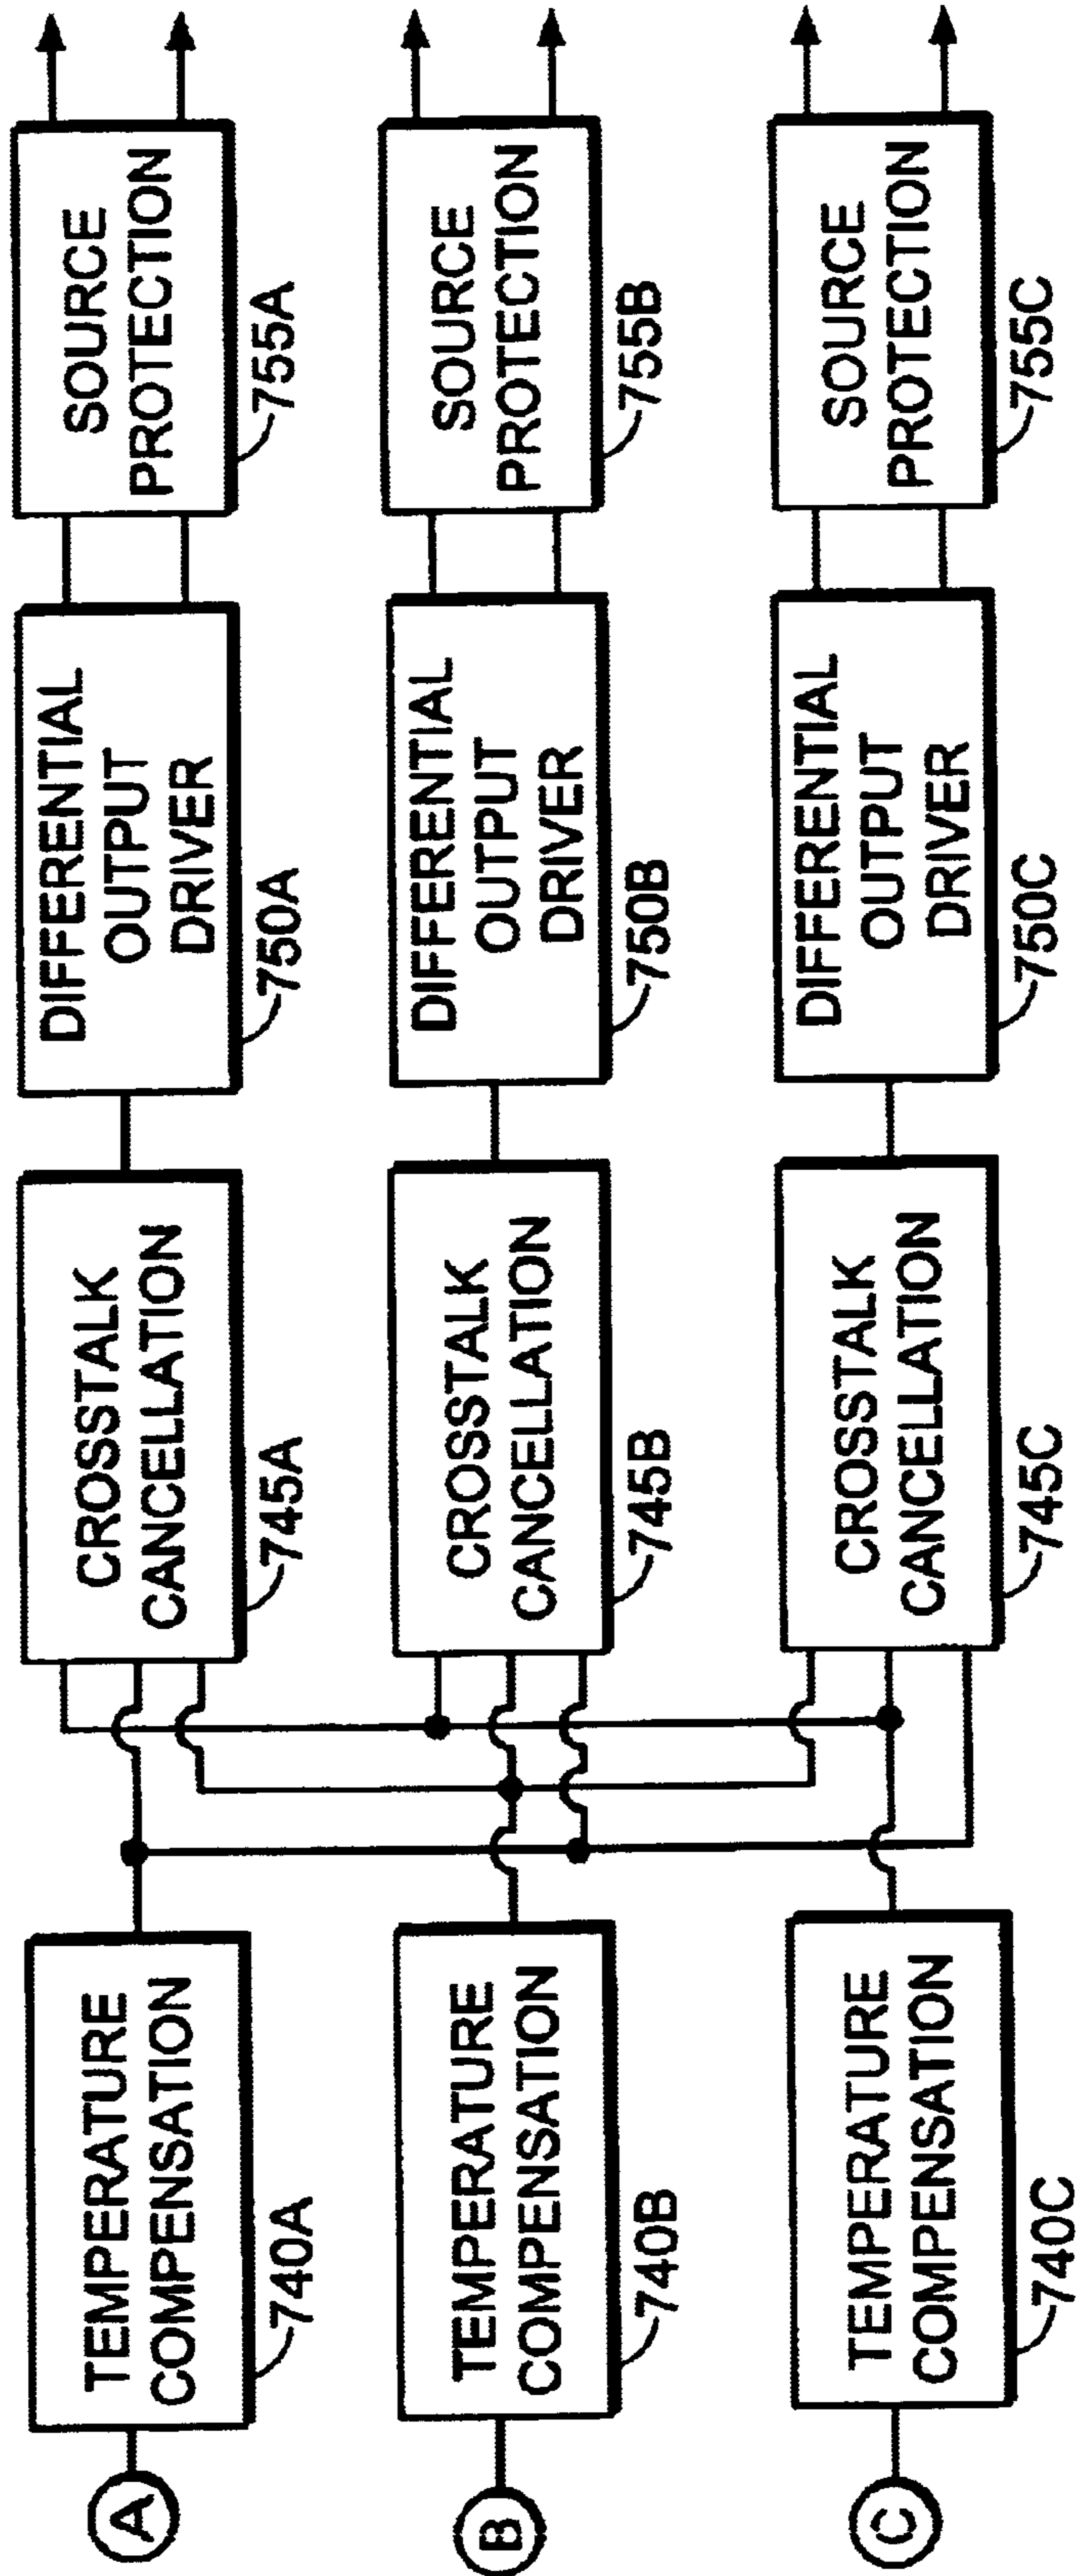 A
TEMPERATURE
COMPENSATION
740A
CROSSTALK
CANCELLATION
745A
DIFFERENTIAL
OUTPUT
DRIVER
750A
SOURCE
PROTECTION
755A
B
TEMPERATURE
COMPENSATION
740B
CROSSTALK
CANCELLATION
745B
DIFFERENTIAL
OUTPUT
DRIVER
750B
SOURCE
PROTECTION
755B
C
TEMPERATURE
COMPENSATION
740C
CROSSTALK
CANCELLATION
745C
DIFFERENTIAL
OUTPUT
DRIVER
750C
SOURCE
PROTECTION
755C